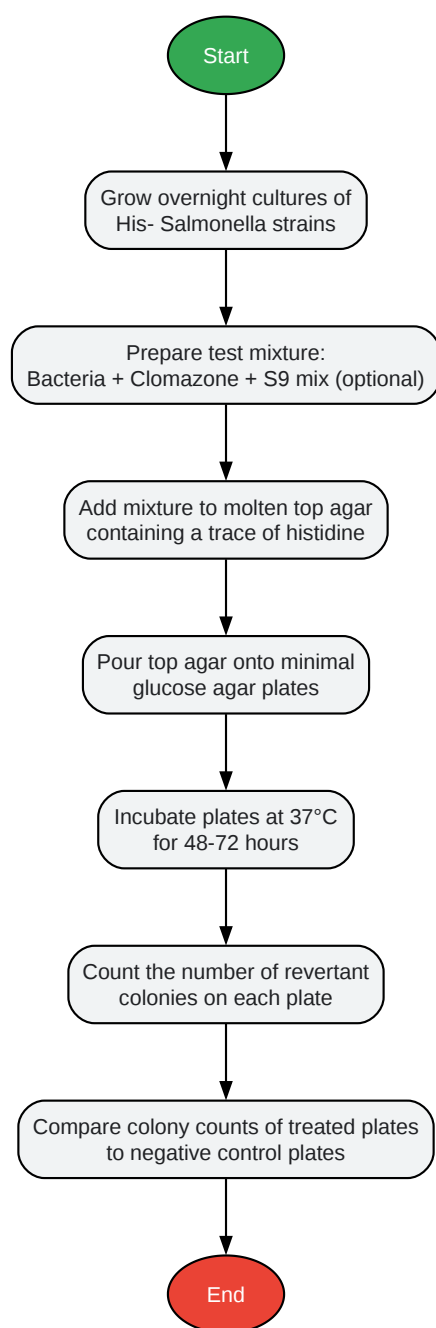 Start
Grow overnight cultures of
His- Salmonella strains
Prepare test mixture:
Bacteria + Clomazone + S9 mix (optional)
Add mixture to molten top agar
containing a trace of histidine
Pour top agar onto minimal
glucose agar plates
Incubate plates at 37°C
for 48-72 hours
Count the number of revertant
colonies on each plate
Compare colony counts of treated plates
to negative control plates
End